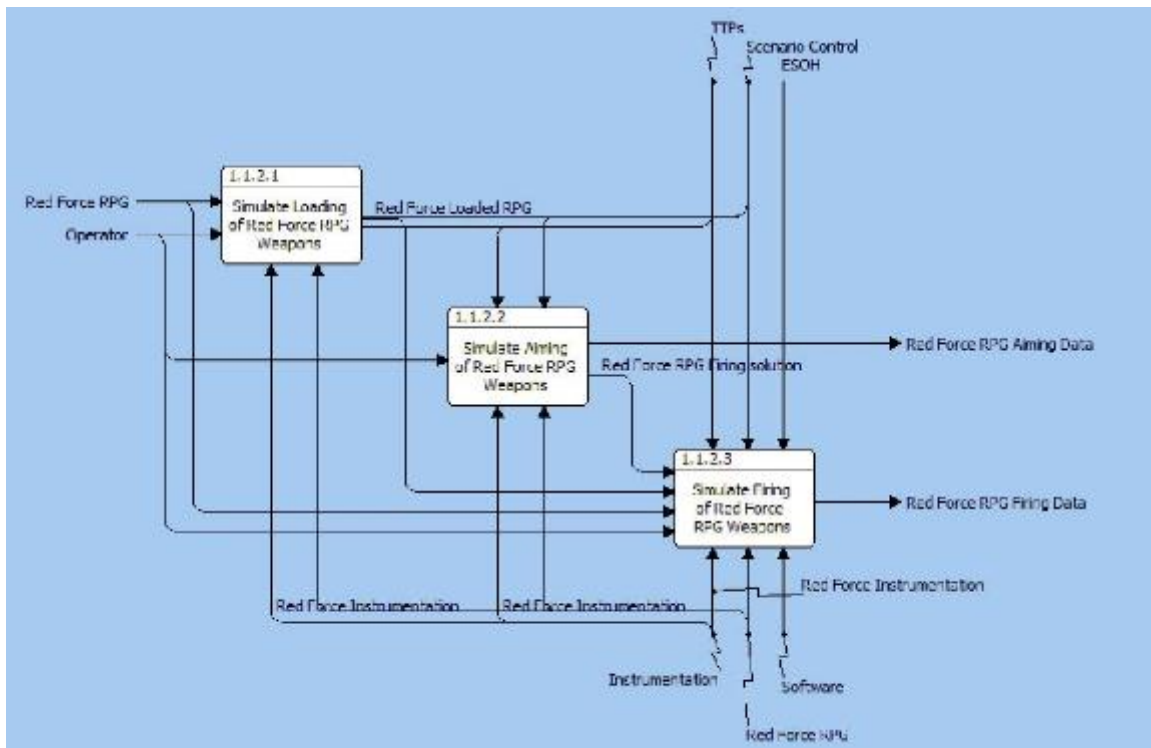 TTPs
Scenario Control
ESOH
1.1.2.1
Red Force RPG
Simulate Loading
of Red Force RPG
Weapons
Red Force Loaded RPG
Operator
1.1.2.2
Simulate Aiming
of Red Force RPG
Weapons
Red Force RPG Aiming Data
Red Force RPG Firing solution
1.1.2.3
Simulate Firing
of Red Force
RPG Weapons
Red Force RPG Firing Data
Red Force Instrumentation
Red Force Instrumentation
Red Force Instrumentation
Instrumentation
Software
Red Force RPG